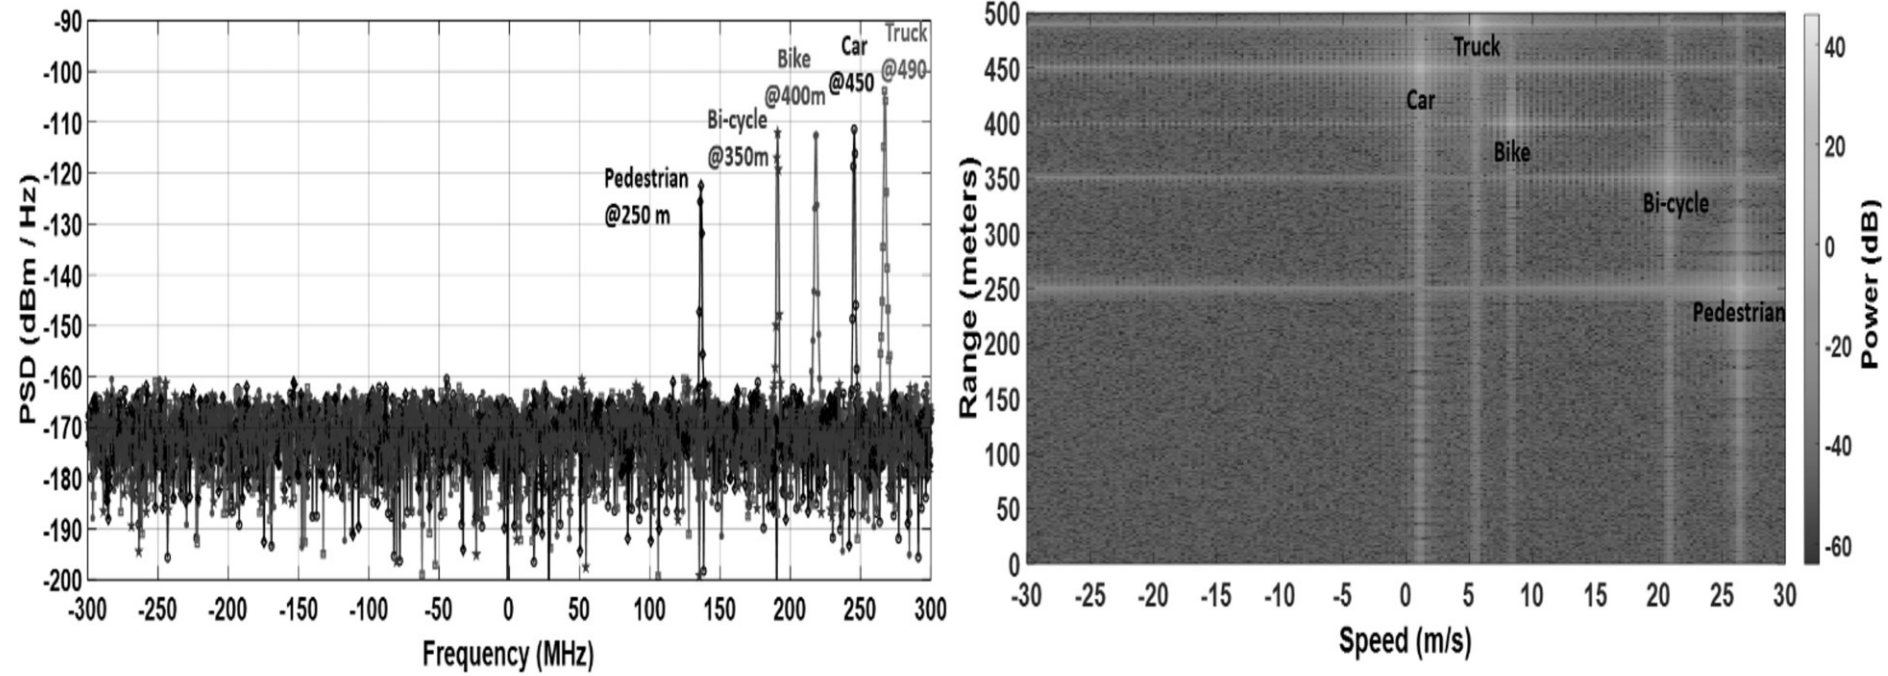 -90
-100
-110
-120
-130
-140
-150
-160
-170
-180
-190
-200
PSD (dBm / Hz)
-300 -250 -200 -150 -100 -50 0 50 100 150 200 250 300
Frequency (MHz)
Pedestrian
@250 m
Bi-cycle
@350m
Bike
@400m
Car
@450
Truck
@490
500
450
400
350
300
250
200
150
100
50
0
Range (meters)
-30 -25 -20 -15 -10 -5 0 5 10 15 20 25 30
Speed (m/s)
Truck
Car
Bike
Bi-cycle
Pedestrian
40
20
0
-20
-40
-60
Power (dB)